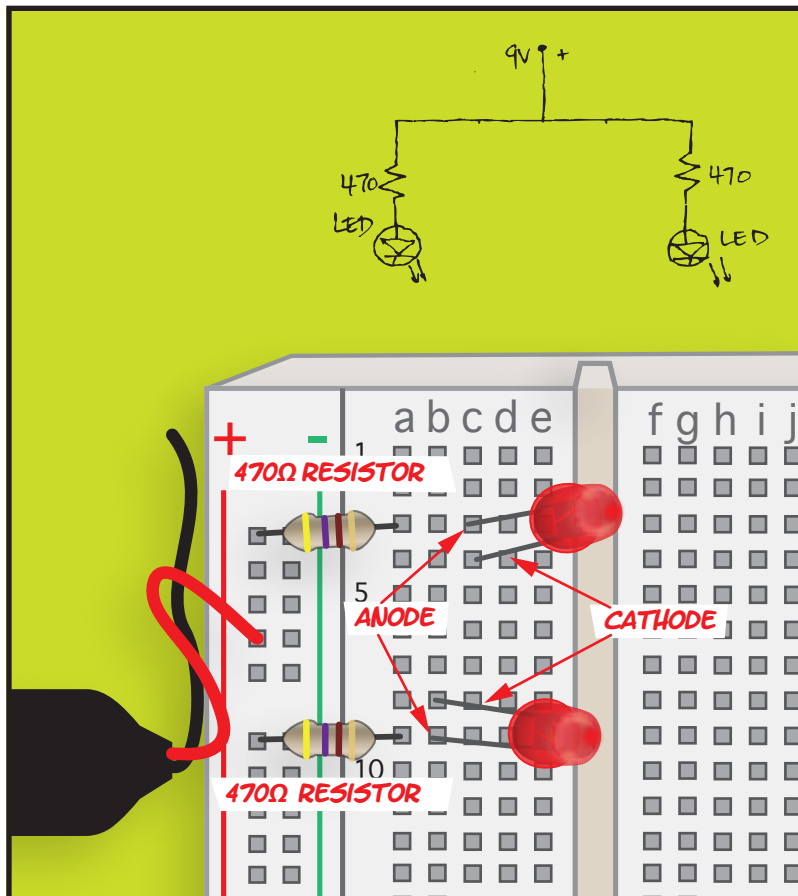 9V +
470
470
LED
LED
a b c d e
f g h i j
+ -
1
470Ω RESISTOR
5
ANODE
CATHODE
10
470Ω RESISTOR